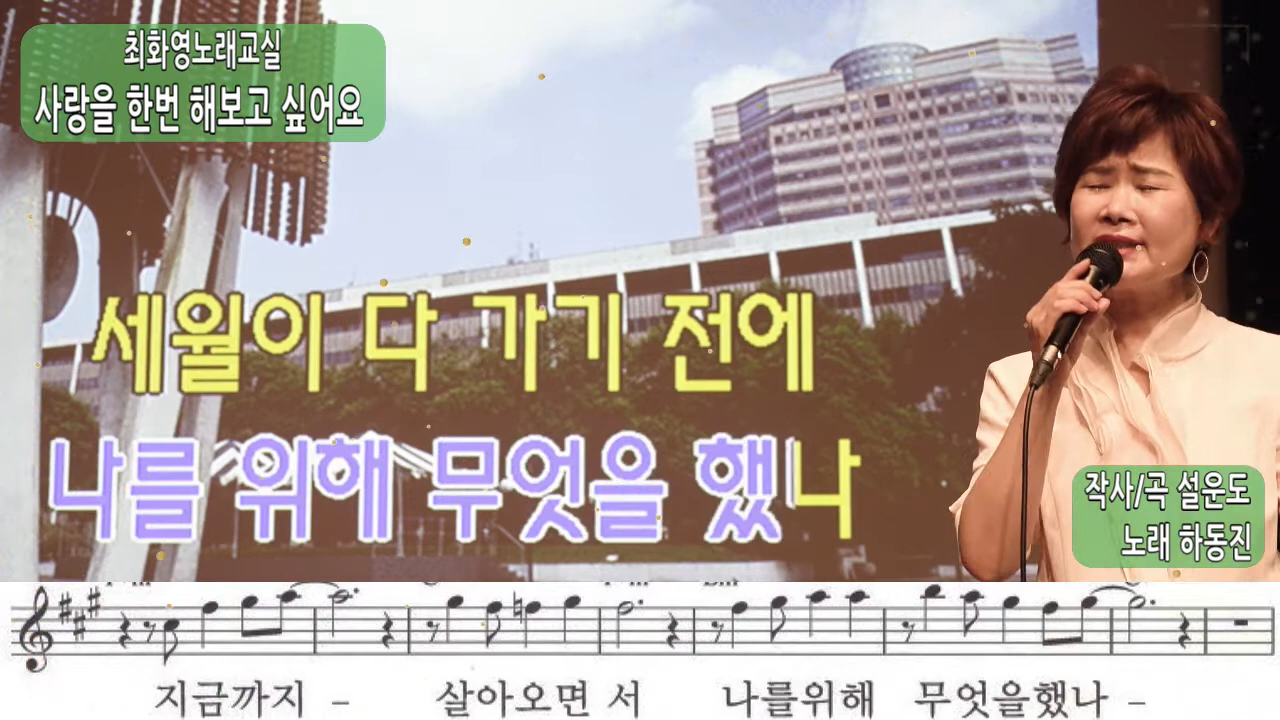 최화영노래교실
사랑을 한번 해보고 싶어요
세월이 다 가기 전에
나를 위해 무엇을 했나
작사/곡 설운도
노래 하동진
지금까지 - 살아오면 서 나를위해 무엇을했나 -